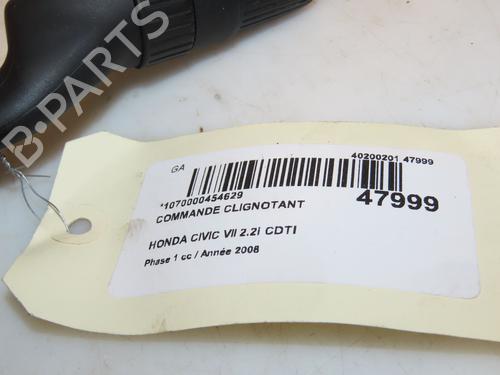 B-PARTS
GA
40200201 47999
*1070000454629
47999
COMMANDE CLIGNOTANT
HONDA CIVIC VII 2.2i CDTI
Phase 1 cc / Année 2008